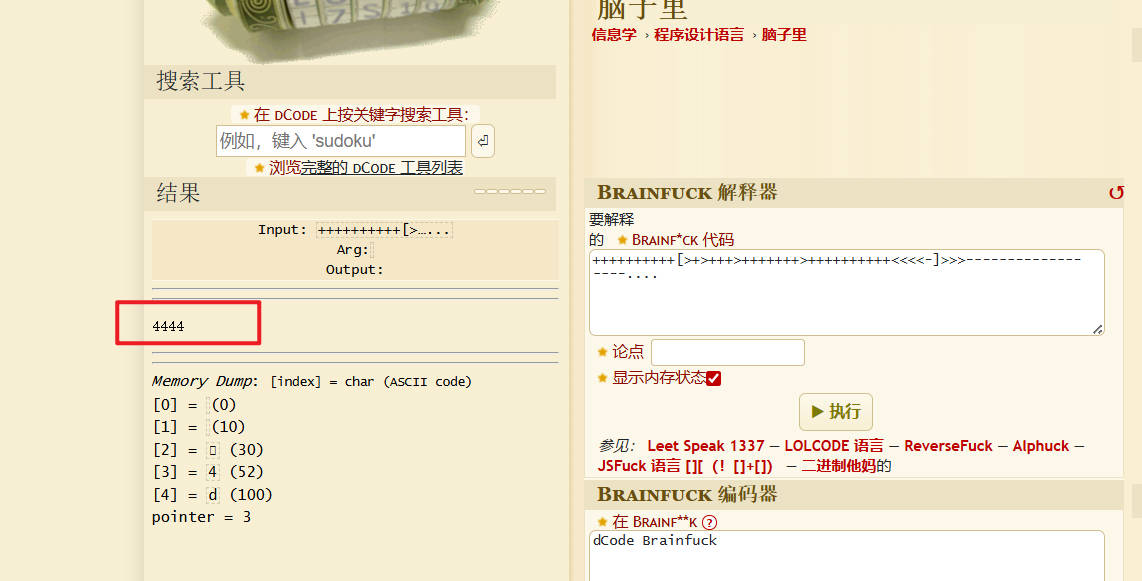 搜索工具
在 DCODE 上按关键字搜索工具：
例如，键入 'sudoku'
浏览完整的 DCODE 工具列表
结果
Input: ++++++++++[>…...
Arg:
Output:
4444
Memory Dump: [index] = char (ASCII code)
[0] = (0)
[1] = (10)
[2] = ▯ (30)
[3] = 4 (52)
[4] = d (100)
pointer = 3
脑子里
信息学 › 程序设计语言 › 脑子里
BRAINFUCK 解释器
要解释
的 BRAINF*CK 代码
++++++++++[>+>+++>+++++++>++++++++++<<<<-]>>>--------------
----....
论点
显示内存状态
执行
参见： Leet Speak 1337 — LOLCODE 语言 — ReverseFuck — Alphuck —
JSFuck 语言 [][ (! []+[]) — 二进制他妈的
BRAINFUCK 编码器
在 BRAINF**K ?
dCode Brainfuck